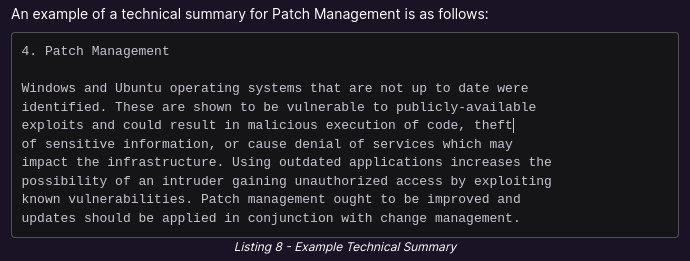 An example of a technical summary for Patch Management is as follows:
4. Patch Management
Windows and Ubuntu operating systems that are not up to date were
identified. These are shown to be vulnerable to publicly-available
exploits and could result in malicious execution of code, theft
of sensitive information, or cause denial of services which may
impact the infrastructure. Using outdated applications increases the
possibility of an intruder gaining unauthorized access by exploiting
known vulnerabilities. Patch management ought to be improved and
updates should be applied in conjunction with change management.
Listing 8 - Example Technical Summary